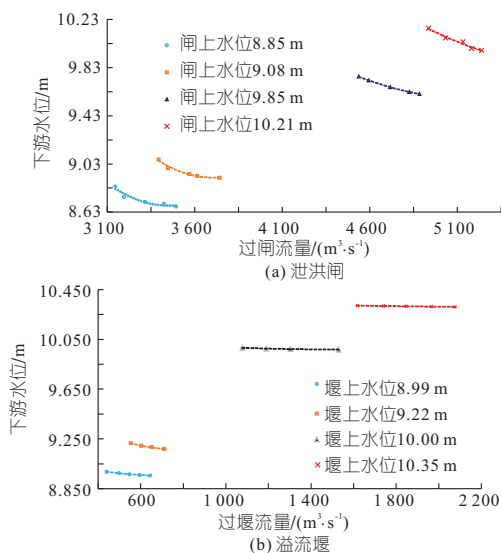 10.23
9.83
9.43
9.03
8.63
下游水位/m
闸上水位8.85 m
闸上水位9.08 m
闸上水位9.85 m
闸上水位10.21 m
3 100 3 600 4 100 4 600 5 100
过闸流量/(m³·s⁻¹)
(a) 泄洪闸
10.450
10.050
9.650
9.250
8.850
下游水位/m
堰上水位8.99 m
堰上水位9.22 m
堰上水位10.00 m
堰上水位10.35 m
600 1 000 1 400 1 800 2 200
过堰流量/(m³·s⁻¹)
(b) 溢流堰